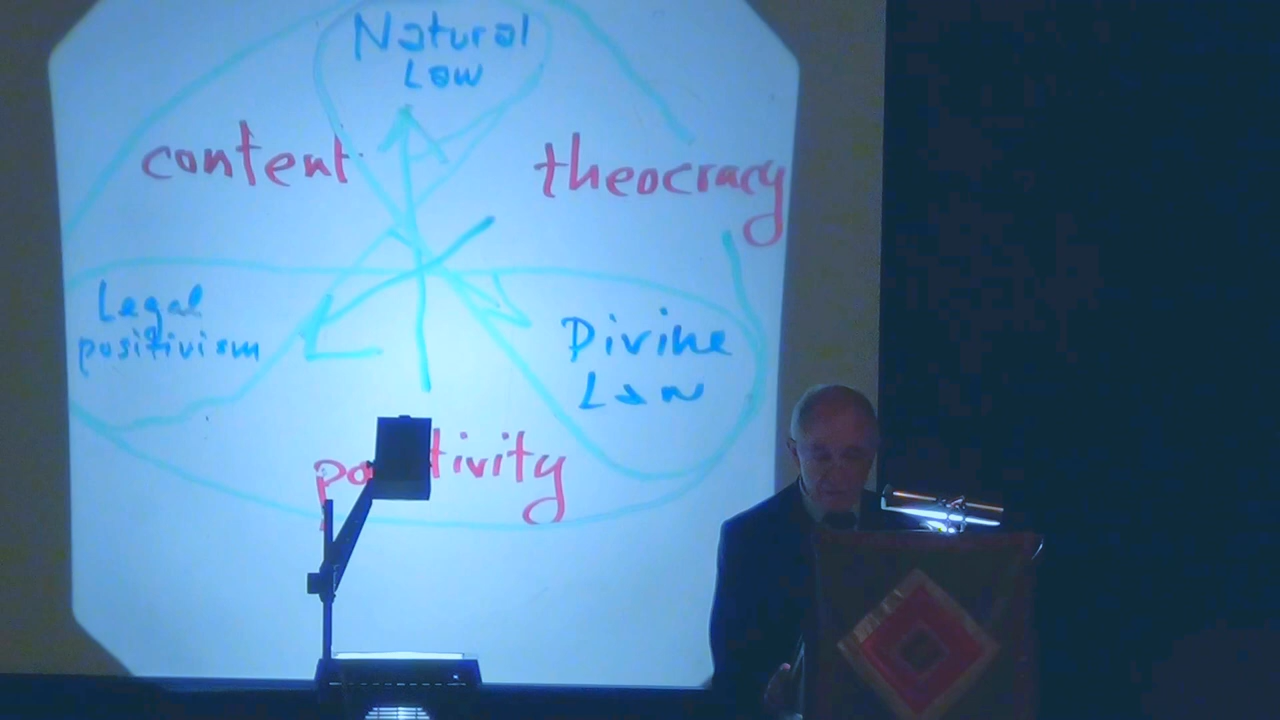 Natural
Law
content
theocracy
Legal
positivism
Divine
Law